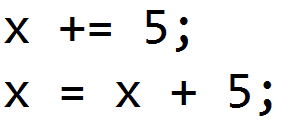 x += 5;
x = x + 5;